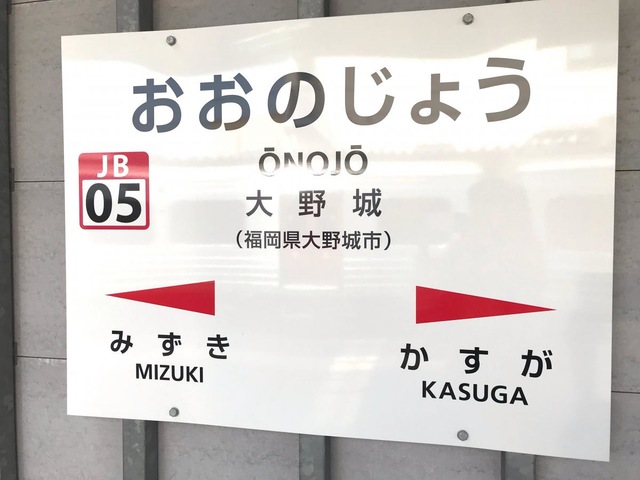 おおのじょう
JB
05
ŌNOJŌ
大野城
（福岡県大野城市）
みずき
MIZUKI
かすが
KASUGA